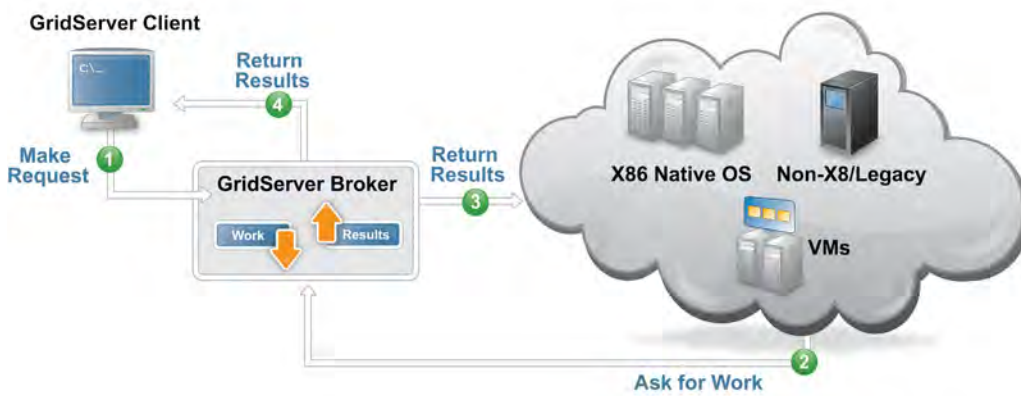 GridServer Client
C:\...
Return
Results
4
Make
Request
1
GridServer Broker
Work
Results
Return
Results
3
X86 Native OS
Non-X8/Legacy
VMs
2
Ask for Work